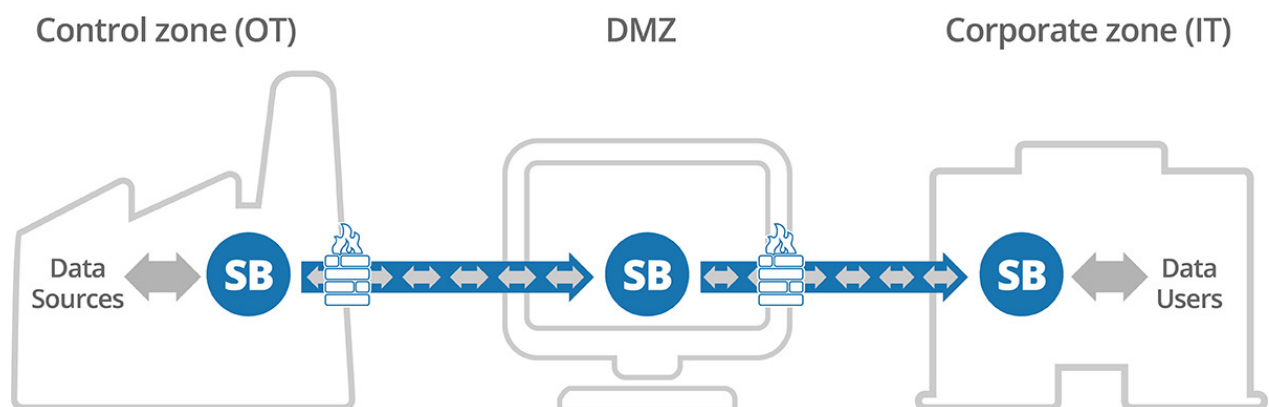 Control zone (OT)
DMZ
Corporate zone (IT)
Data
Sources
SB
SB
SB
Data
Users